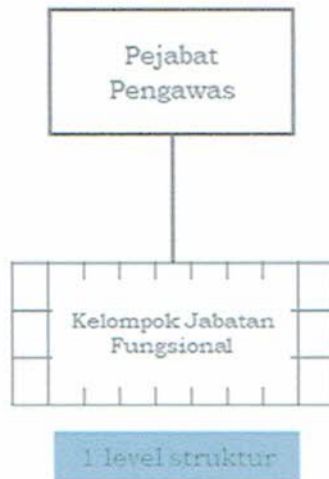 Pejabat
Pengawas
Kelompok Jabatan
Fungsional
1 level struktur